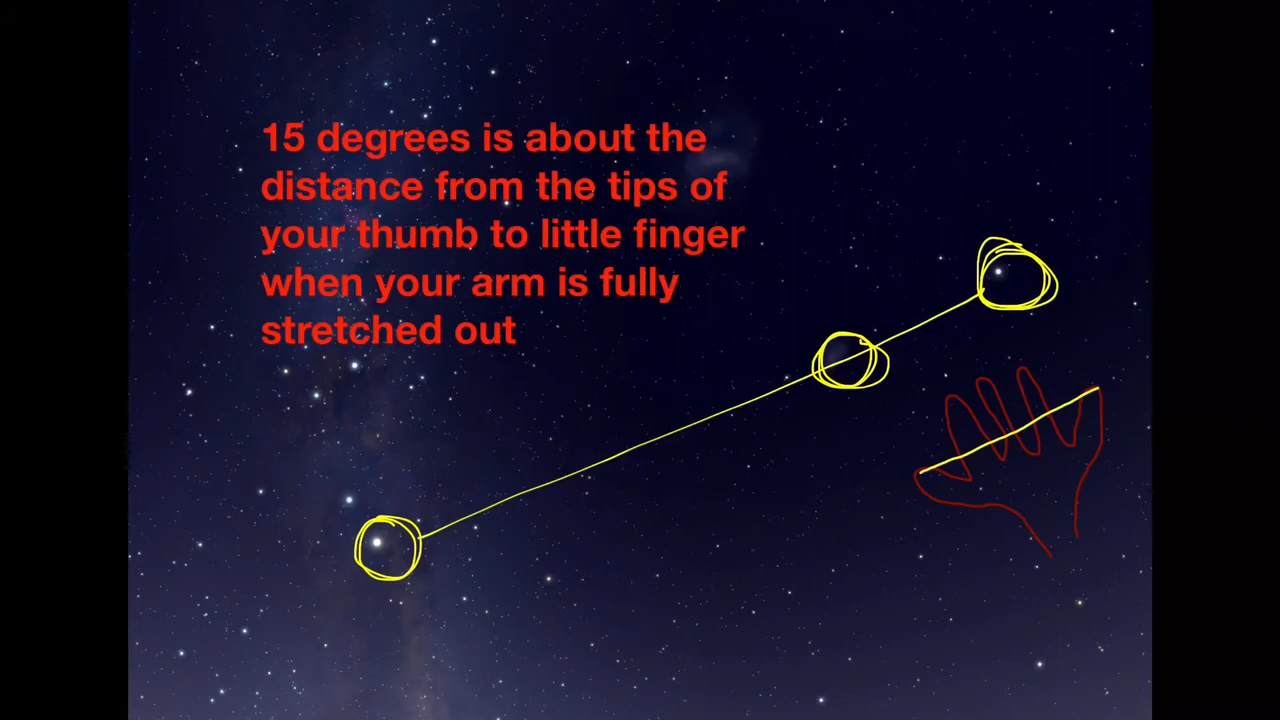 15 degrees is about the
distance from the tips of
your thumb to little finger
when your arm is fully
stretched out